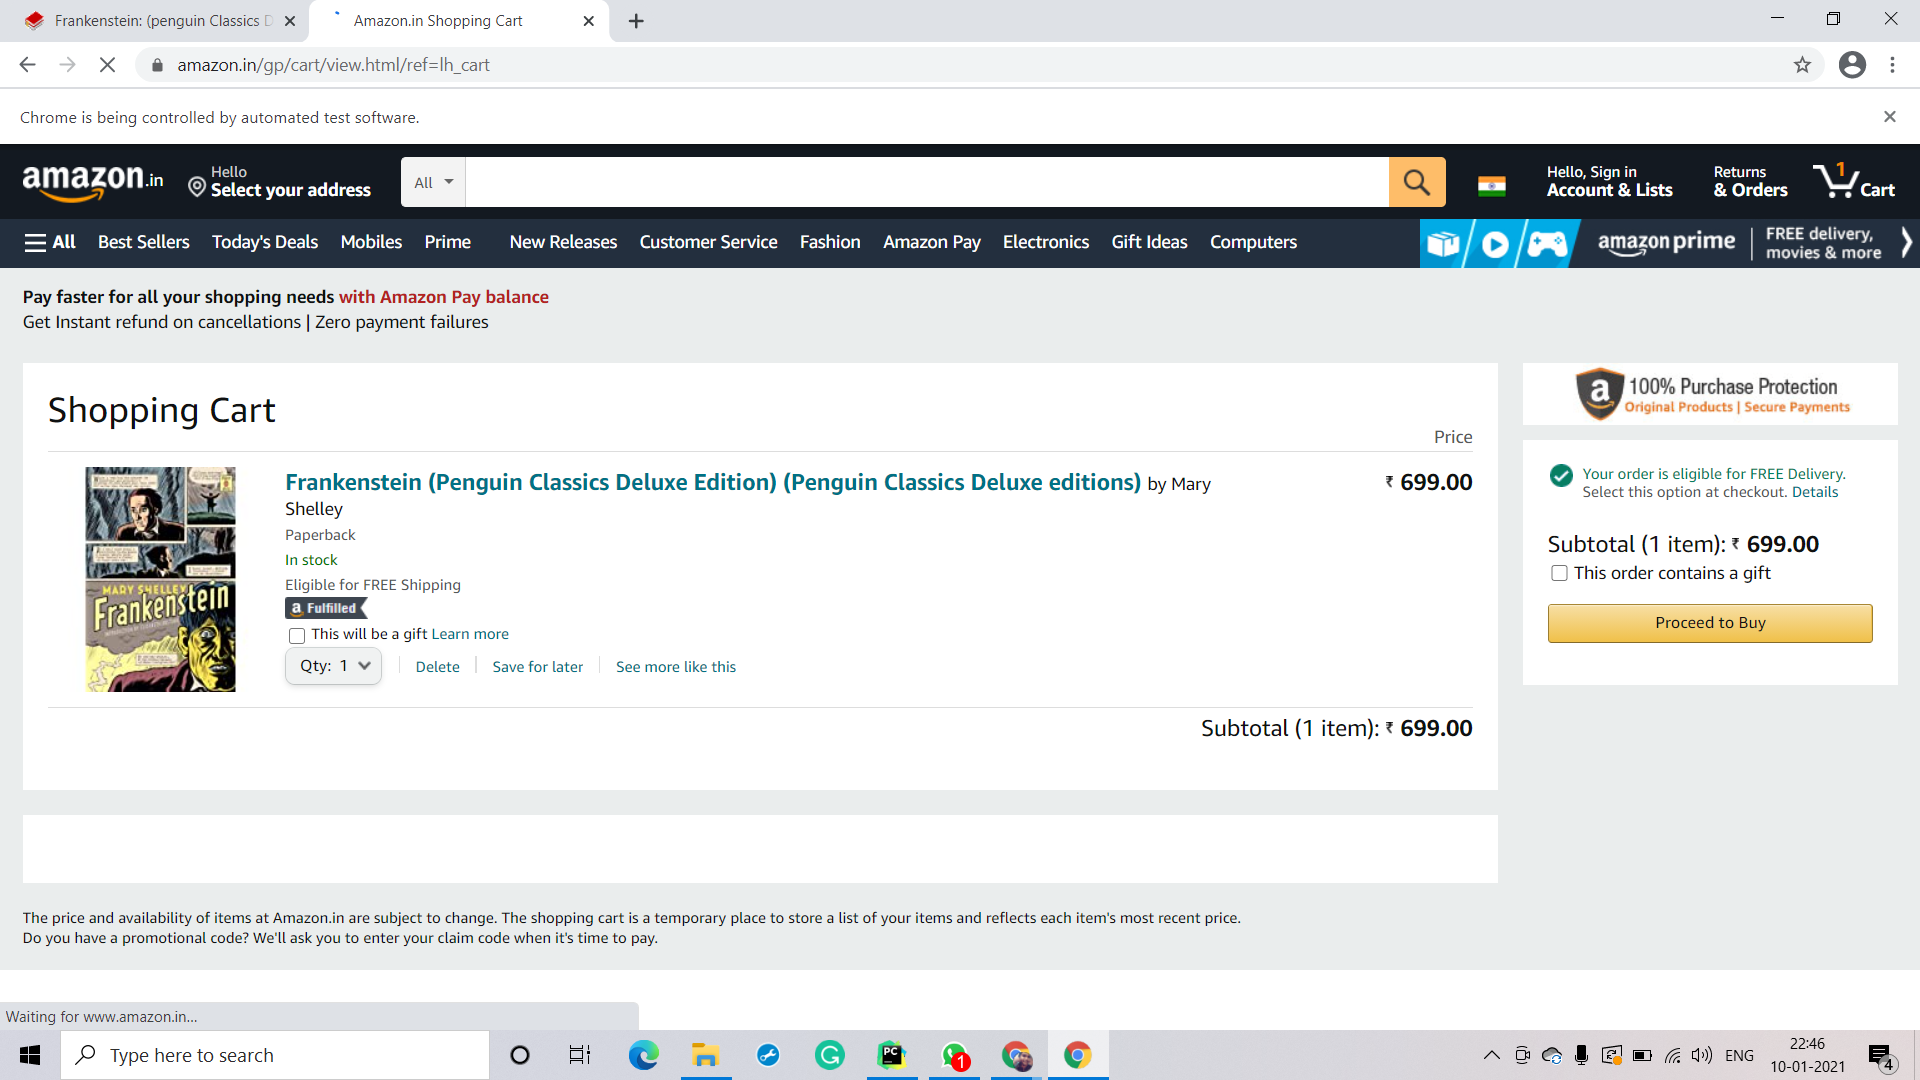 Frankenstein: (penguin Classics D
Amazon.in Shopping Cart
amazon.in/gp/cart/view.html/ref=lh_cart
Chrome is being controlled by automated test software.
amazon.in
Hello
Select your address
All
Hello, Sign in
Account & Lists
Returns
& Orders
1
Cart
All Best Sellers Today's Deals Mobiles Prime New Releases Customer Service Fashion Amazon Pay Electronics Gift Ideas Computers
amazon prime
FREE delivery,
movies & more
Pay faster for all your shopping needs with Amazon Pay balance
Get Instant refund on cancellations | Zero payment failures
Shopping Cart
Price
MARY SHELLEY
Frankenstein
Frankenstein (Penguin Classics Deluxe Edition) (Penguin Classics Deluxe editions) by Mary
Shelley
₹ 699.00
Paperback
In stock
Eligible for FREE Shipping
a Fulfilled
This will be a gift Learn more
Qty: 1
Delete
Save for later
See more like this
Subtotal (1 item): ₹ 699.00
a
100% Purchase Protection
Original Products | Secure Payments
Your order is eligible for FREE Delivery.
Select this option at checkout. Details
Subtotal (1 item): ₹ 699.00
This order contains a gift
Proceed to Buy
The price and availability of items at Amazon.in are subject to change. The shopping cart is a temporary place to store a list of your items and reflects each item's most recent price.
Do you have a promotional code? We'll ask you to enter your claim code when it's time to pay.
Waiting for www.amazon.in...
Type here to search
PC
1
ENG
22:46
10-01-2021
4